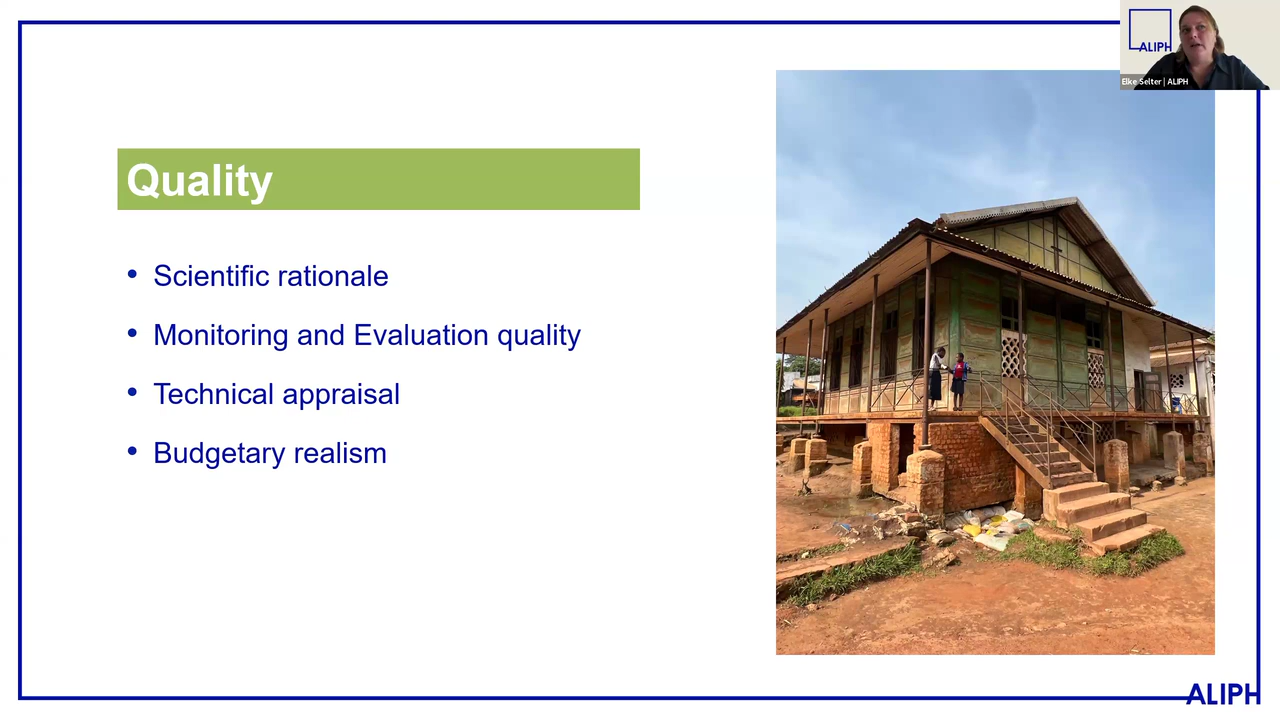 ALIPH
Elke Selter | ALIPH
Quality
• Scientific rationale
• Monitoring and Evaluation quality
• Technical appraisal
• Budgetary realism
ALIPH